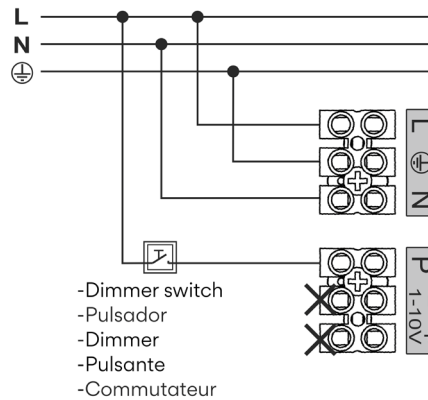 L
N
L
N
P
1-10V
-Dimmer switch
-Pulsador
-Dimmer
-Pulsante
-Commutateur